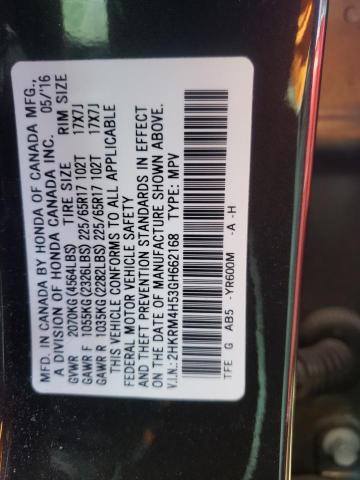 MFD. IN CANADA BY HONDA OF CANADA MFG.,
A DIVISION OF HONDA CANADA INC. 05/'16
GVWR 2070KG(4564LBS) TIRE SIZE RIM SIZE
GAWR F 1055KG(2326LBS) 225/65R17 102T 17X7J
GAWR R 1035KG(2282LBS) 225/65R17 102T 17X7J
THIS VEHICLE CONFORMS TO ALL APPLICABLE
FEDERAL MOTOR VEHICLE SAFETY
AND THEFT PREVENTION STANDARDS IN EFFECT
ON THE DATE OF MANUFACTURE SHOWN ABOVE.
V.I.N.: 2HKRM4H53GH662168 TYPE: MPV
TFE G AB5 -YR600M -A -H